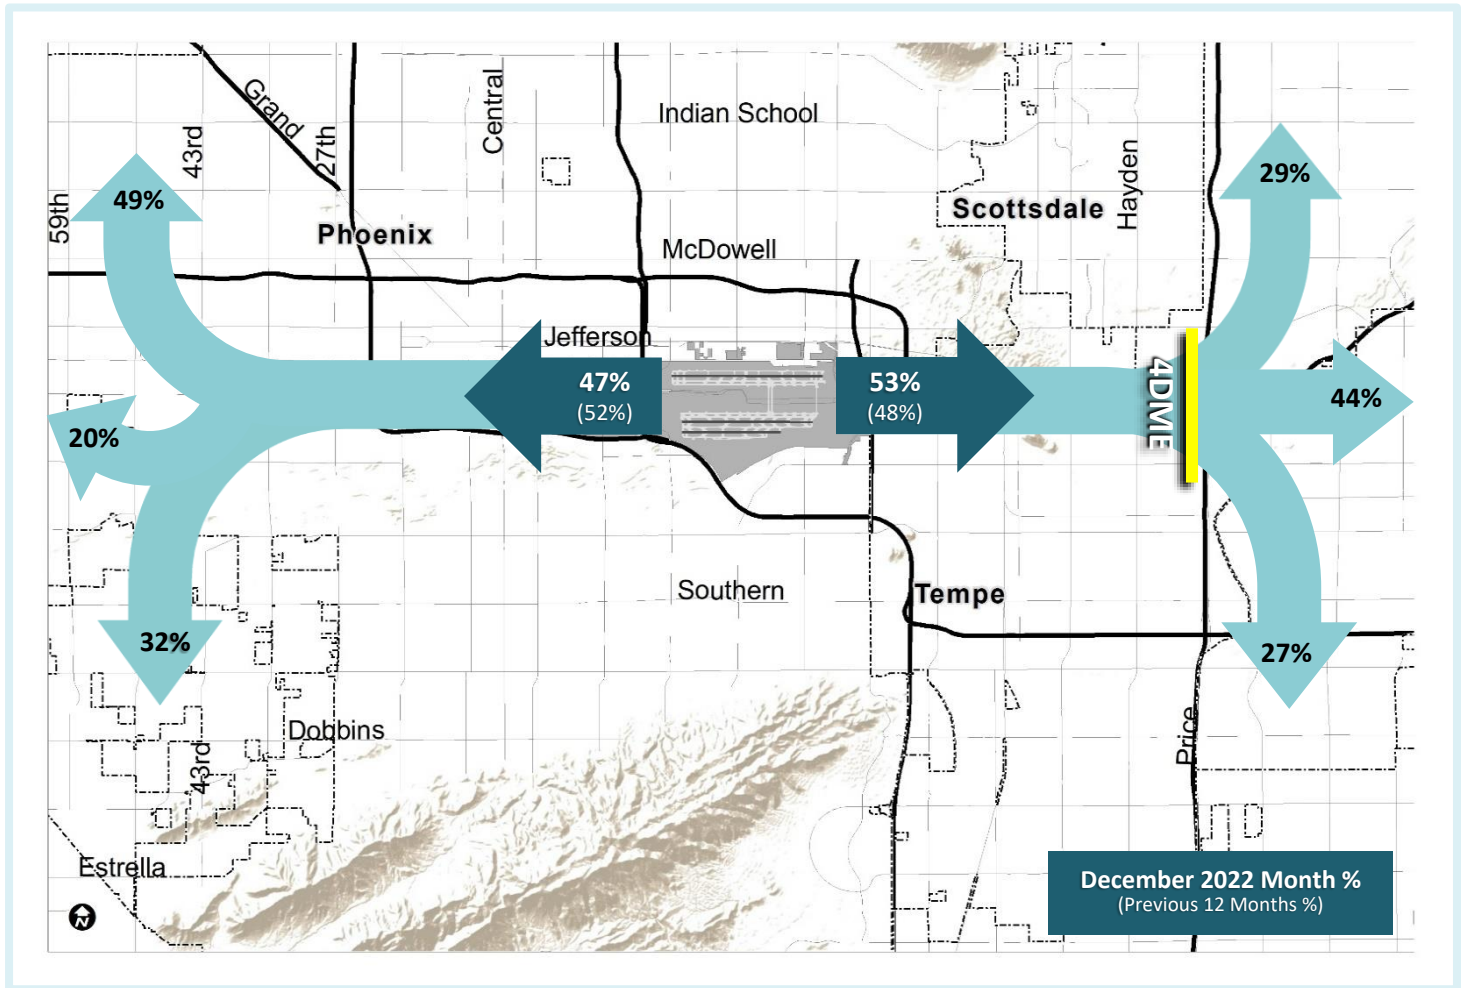 Grand
43rd
27th
Central
Indian School
59th
49%
Phoenix
McDowell
Scottsdale
Hayden
29%
Jefferson
47%
(52%)
53%
(48%)
4DME
44%
20%
32%
Southern
Tempe
27%
Dobbins
43rd
Price
Estrella
N
December 2022 Month %
(Previous 12 Months %)